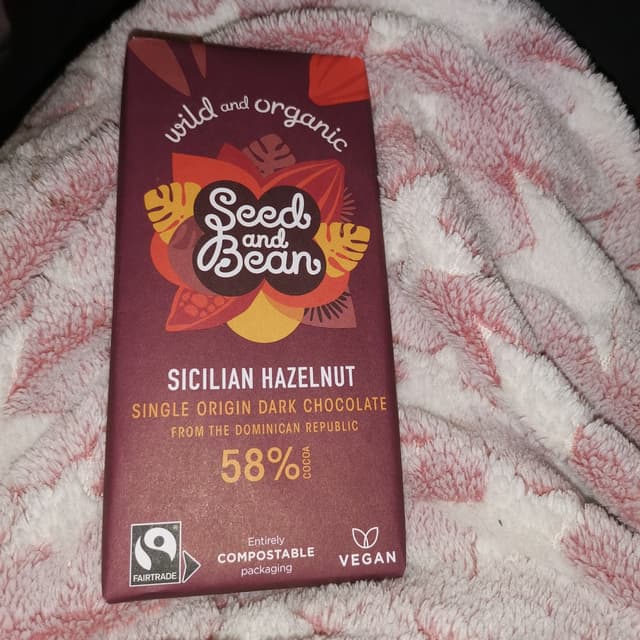 wild and organic
Seed
and
Bean
SICILIAN HAZELNUT
SINGLE ORIGIN DARK CHOCOLATE
FROM THE DOMINICAN REPUBLIC
58% COCOA
FAIRTRADE
Entirely
COMPOSTABLE
packaging
VEGAN